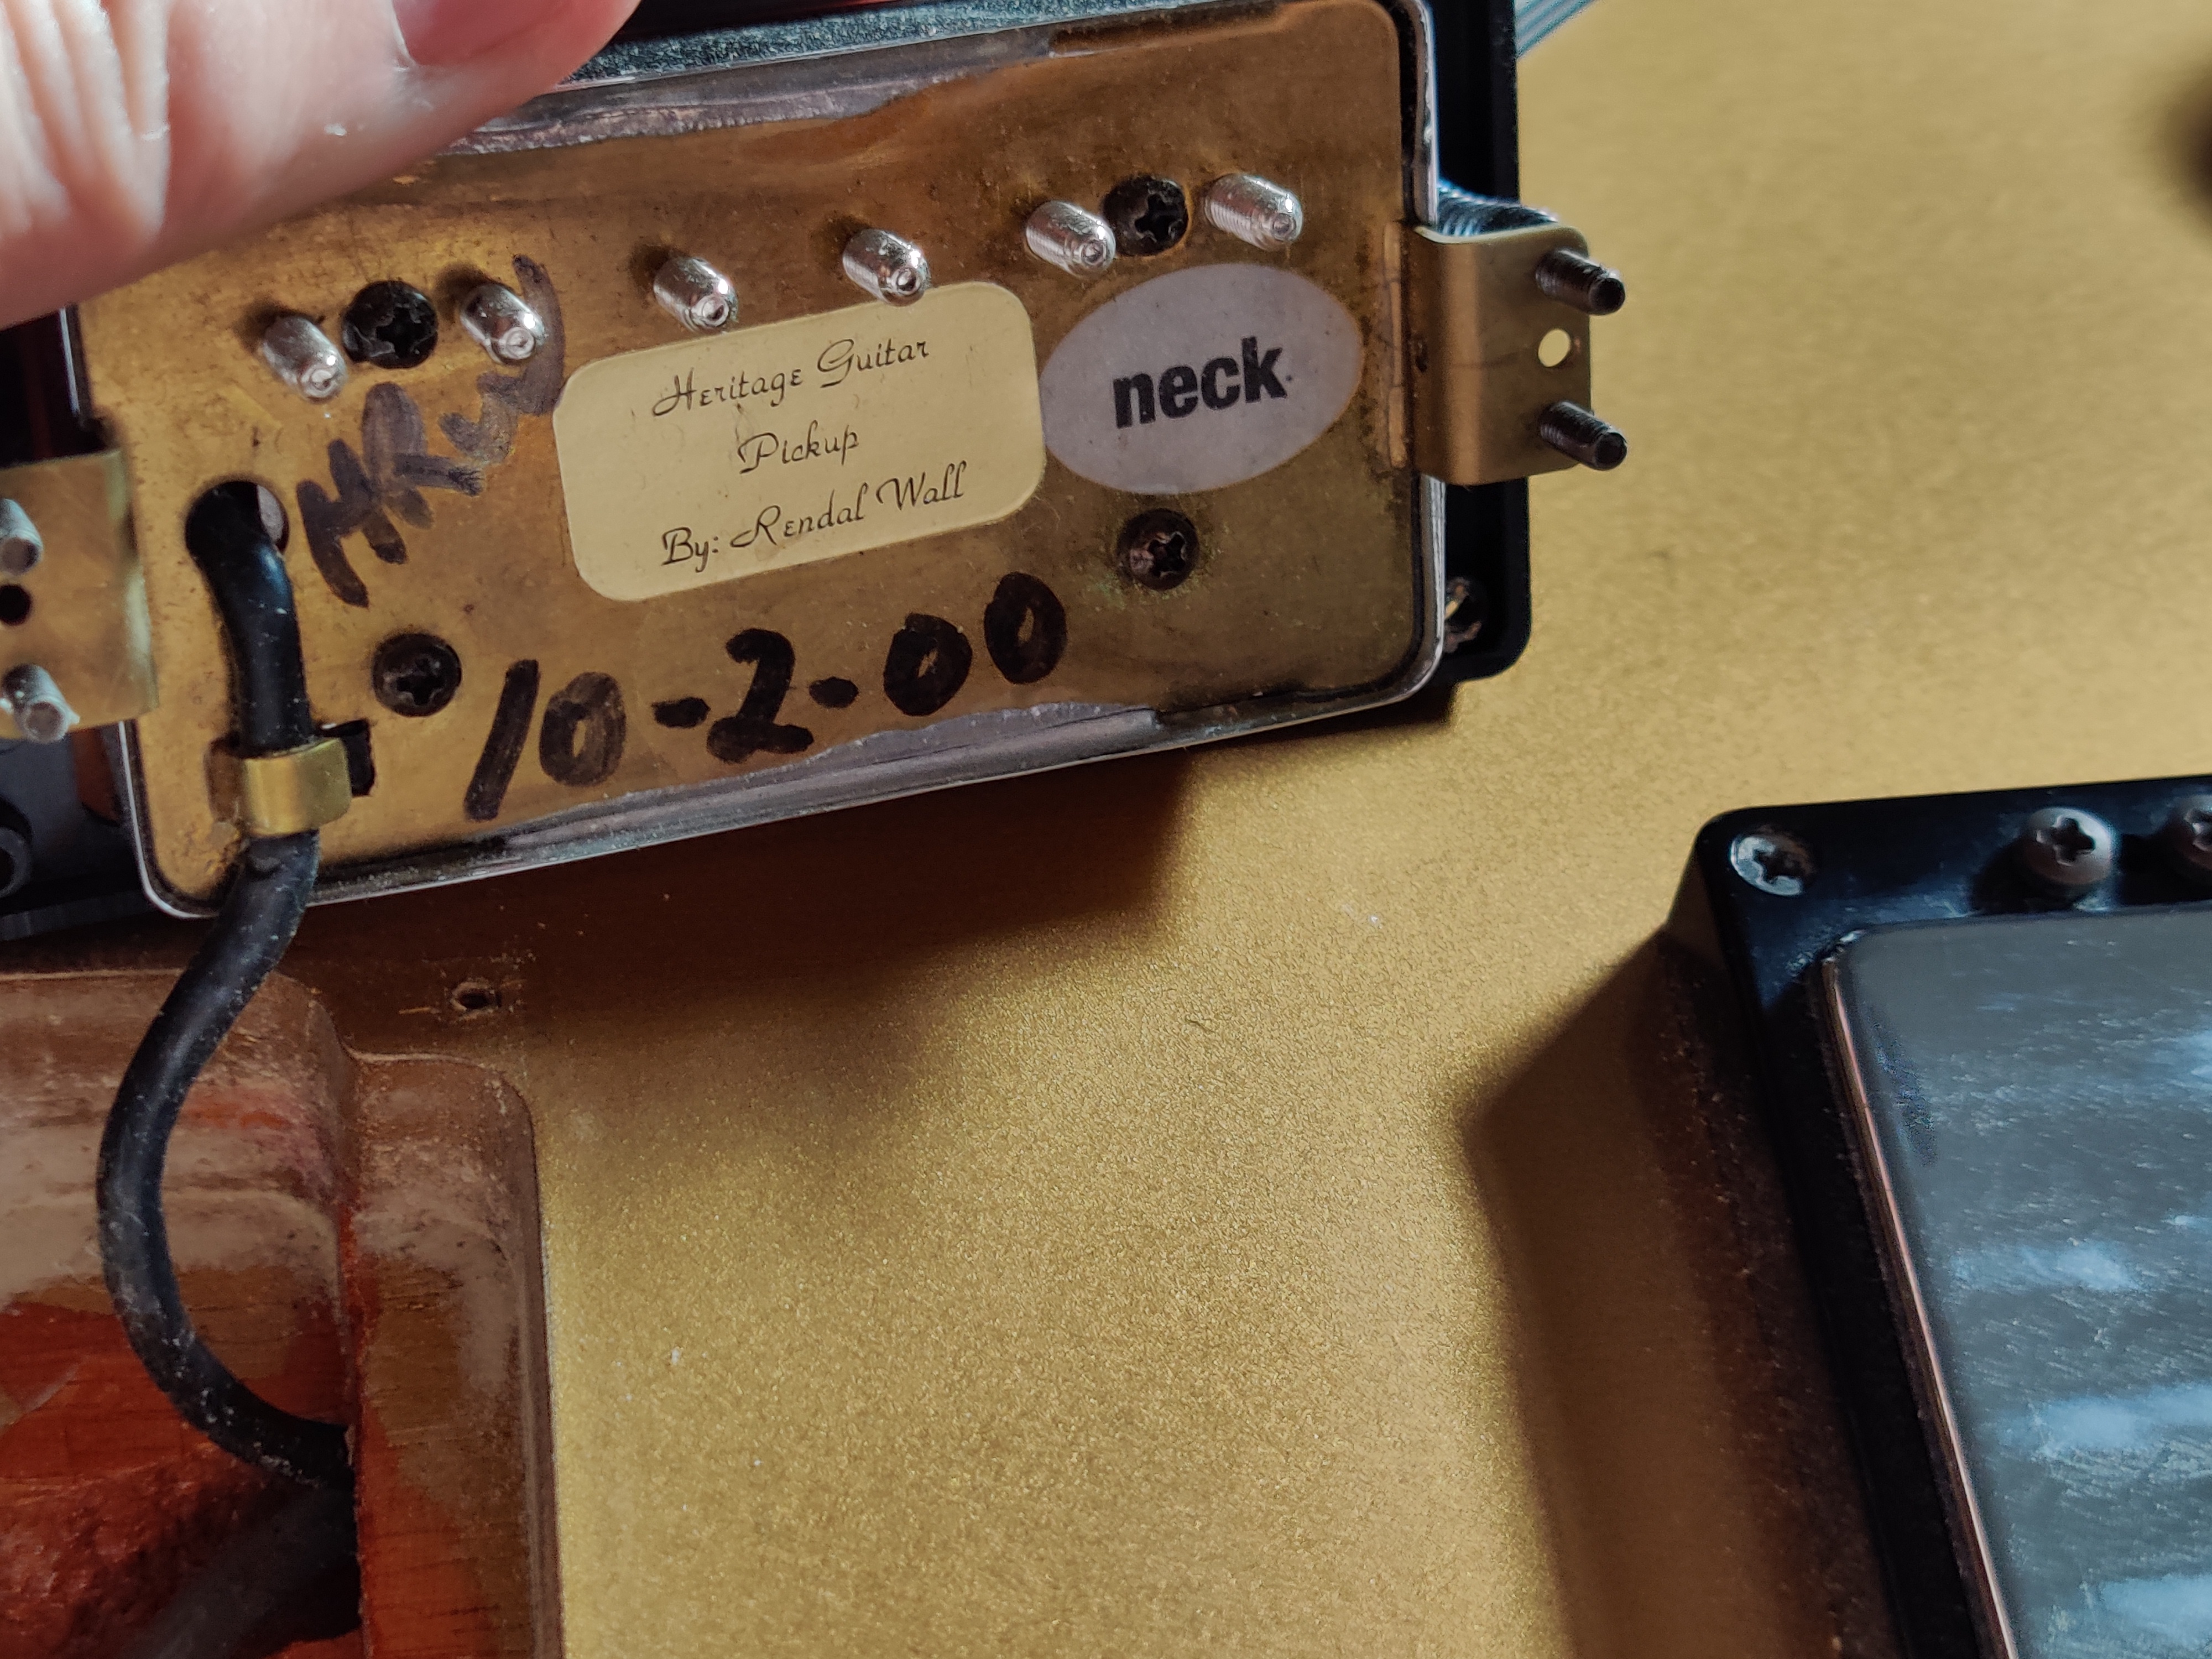 Heritage Guitar
Pickup
By: Rendal Wall
neck
10-2-00